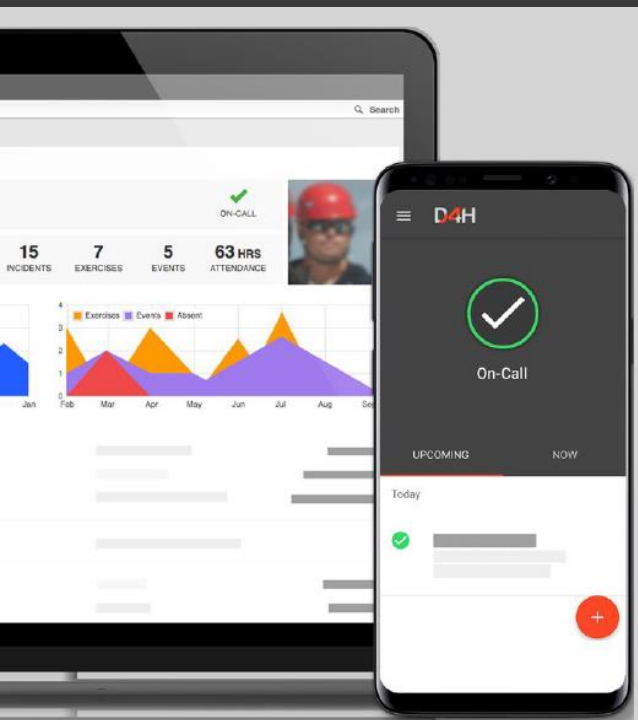 Search
ON-CALL
15
INCIDENTS
7
EXERCISES
5
EVENTS
63 HRS
ATTENDANCE
4
3
2
1
0
Exercises Events Absent
Jan
Feb Mar Apr May Jun Jul Aug
D4H
On-Call
UPCOMING NOW
Today
+